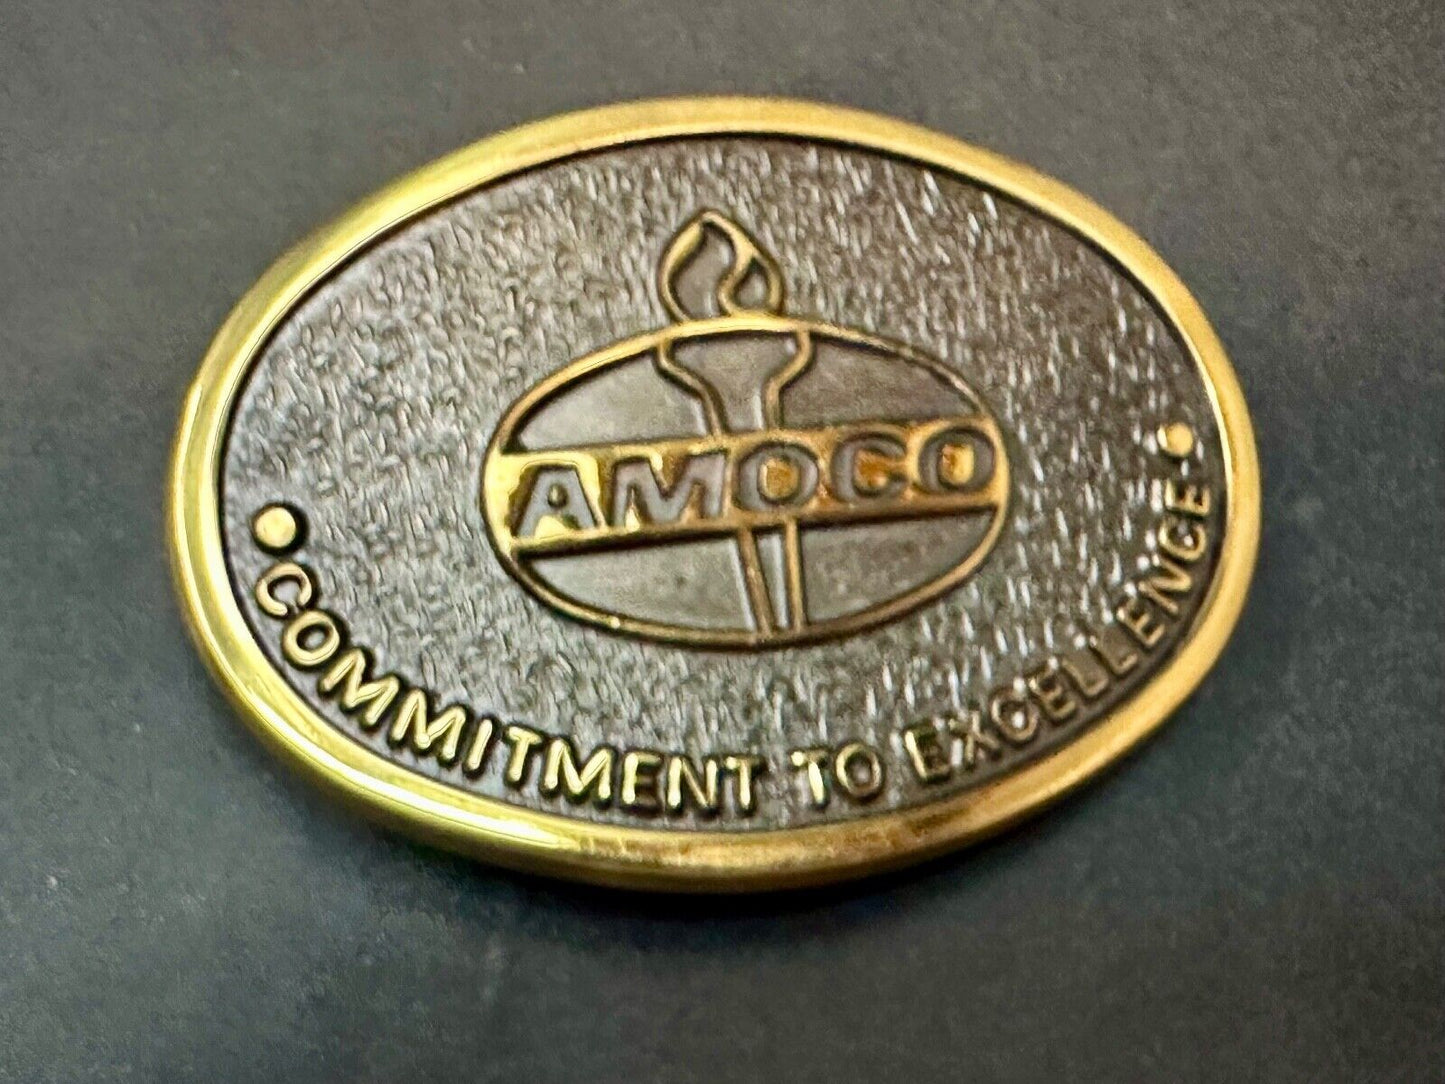 AMOCO
• COMMITMENT TO EXCELLENCE •